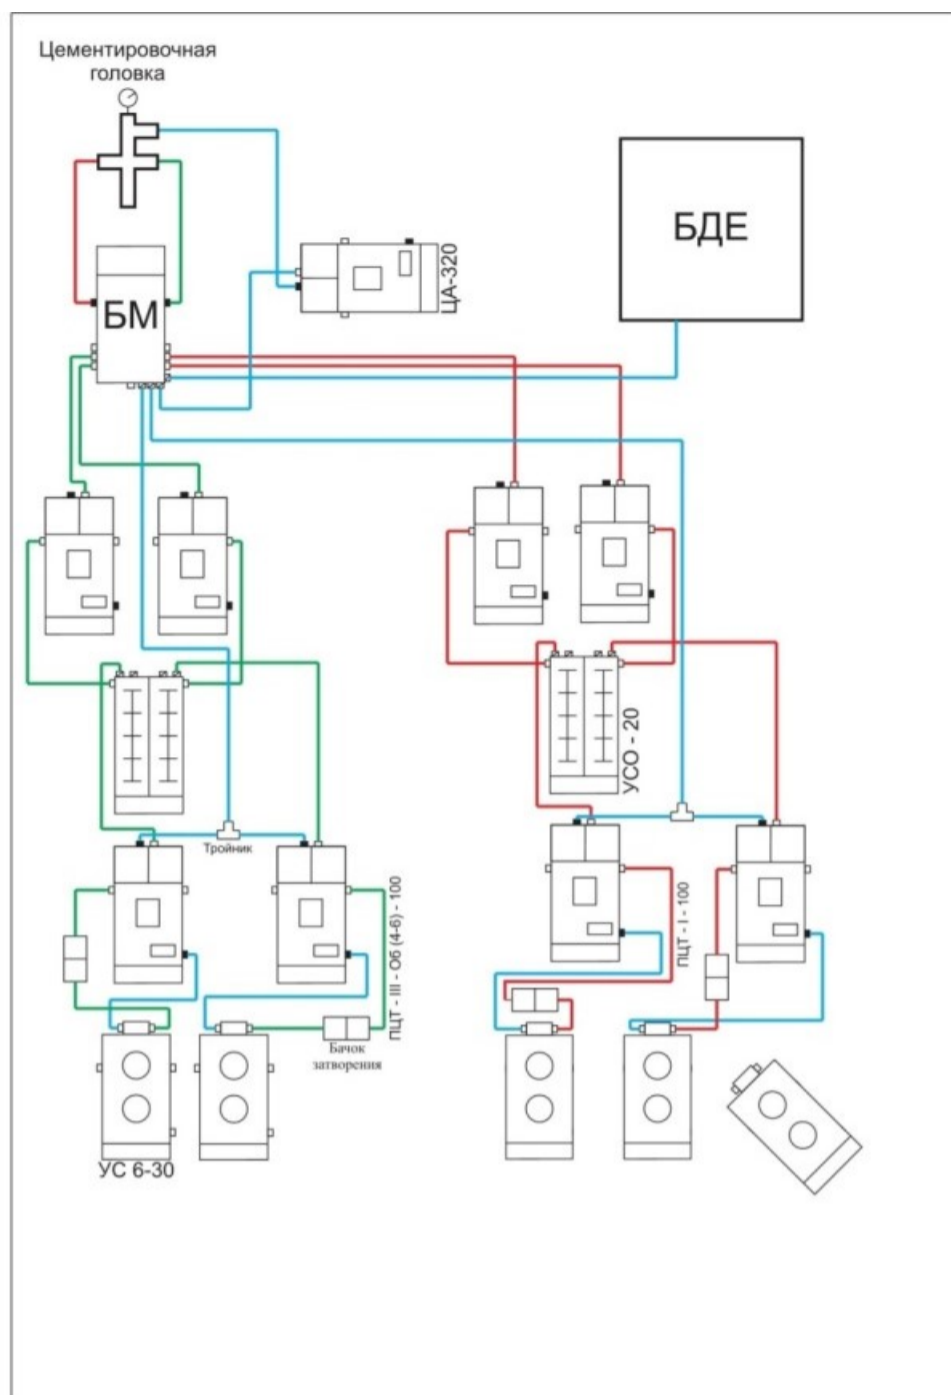 Цементировочная
головка
БДЕ
ЦА-320
БМ
УСО - 20
Тройник
ПЦТ - III - Об (4-6) - 100
ПЦТ - I - 100
Бачок
затворения
УС 6-30